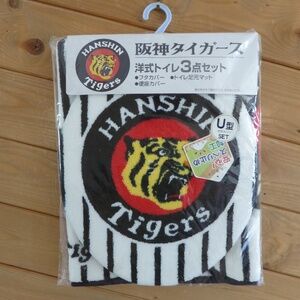 HANSHIN
Tigers
阪神タイガース
洋式トイレ3点セット
●フタカバー ●トイレ足元マット
●便座カバー
U型
SET
HANSHIN
Tigers